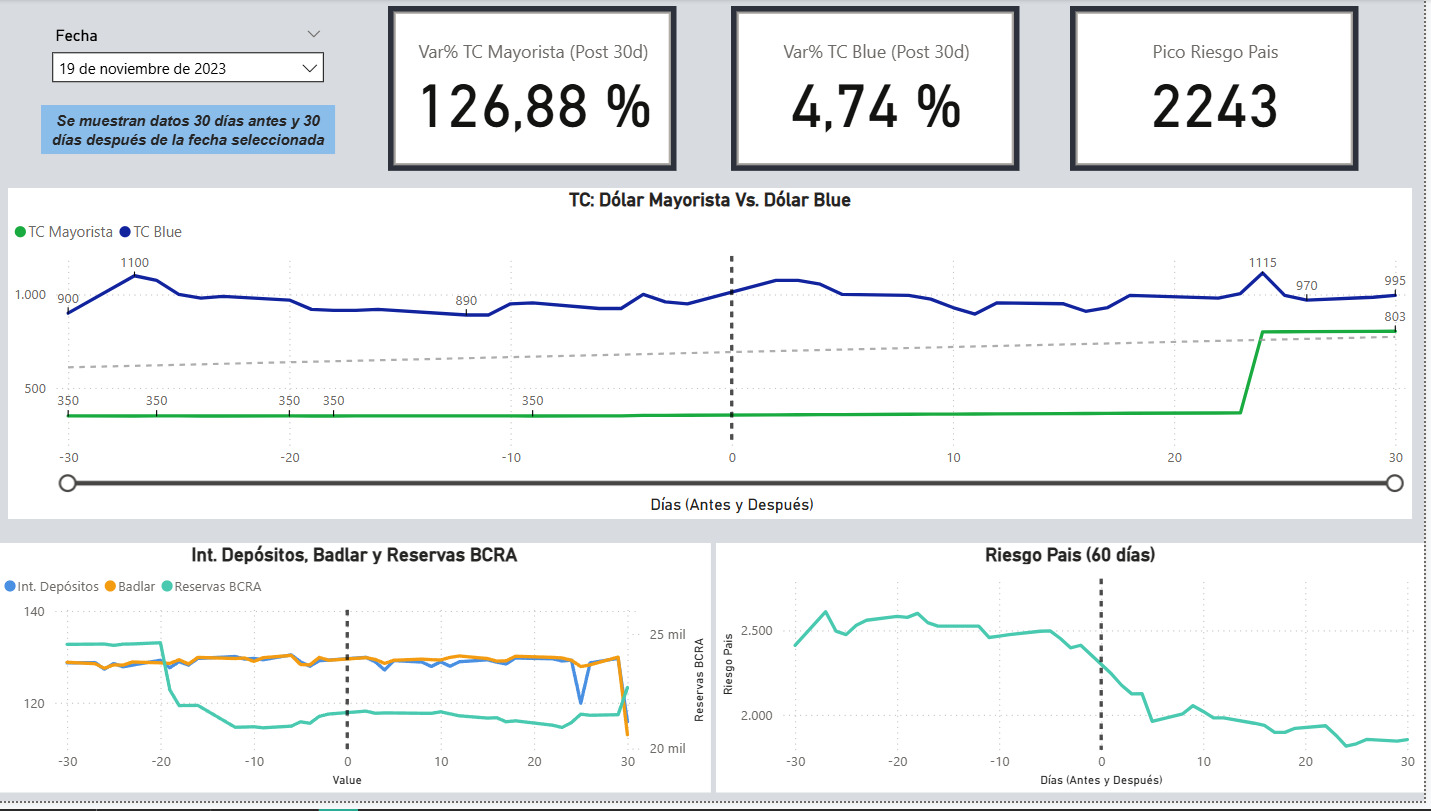 Fecha
19 de noviembre de 2023
Se muestran datos 30 días antes y 30
días después de la fecha seleccionada
Var% TC Mayorista (Post 30d)
126,88 %
Var% TC Blue (Post 30d)
4,74 %
Pico Riesgo Pais
2243
TC: Dólar Mayorista Vs. Dólar Blue
TC Mayorista TC Blue
1.000
500
900
1100
890
1115
970
995
803
350
350
350
350
350
-30 -20 -10 0 10 20 30
Días (Antes y Después)
Int. Depósitos, Badlar y Reservas BCRA
Int. Depósitos Badlar Reservas BCRA
140
120
25 mil
20 mil
Reservas BCRA
-30 -20 -10 0 10 20 30
Value
Riesgo Pais (60 días)
2.500
2.000
Riesgo Pais
-30 -20 -10 0 10 20 30
Días (Antes y Después)